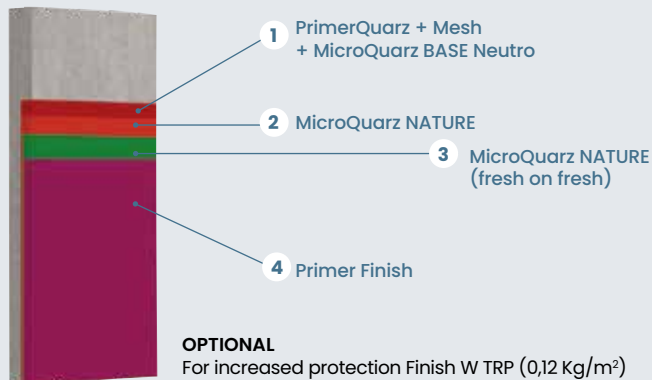 1 PrimerQuarz + Mesh
+ MicroQuarz BASE Neutro
2 MicroQuarz NATURE
3 MicroQuarz NATURE
(fresh on fresh)
4 Primer Finish
OPTIONAL
For increased protection Finish W TRP (0,12 Kg/m²)